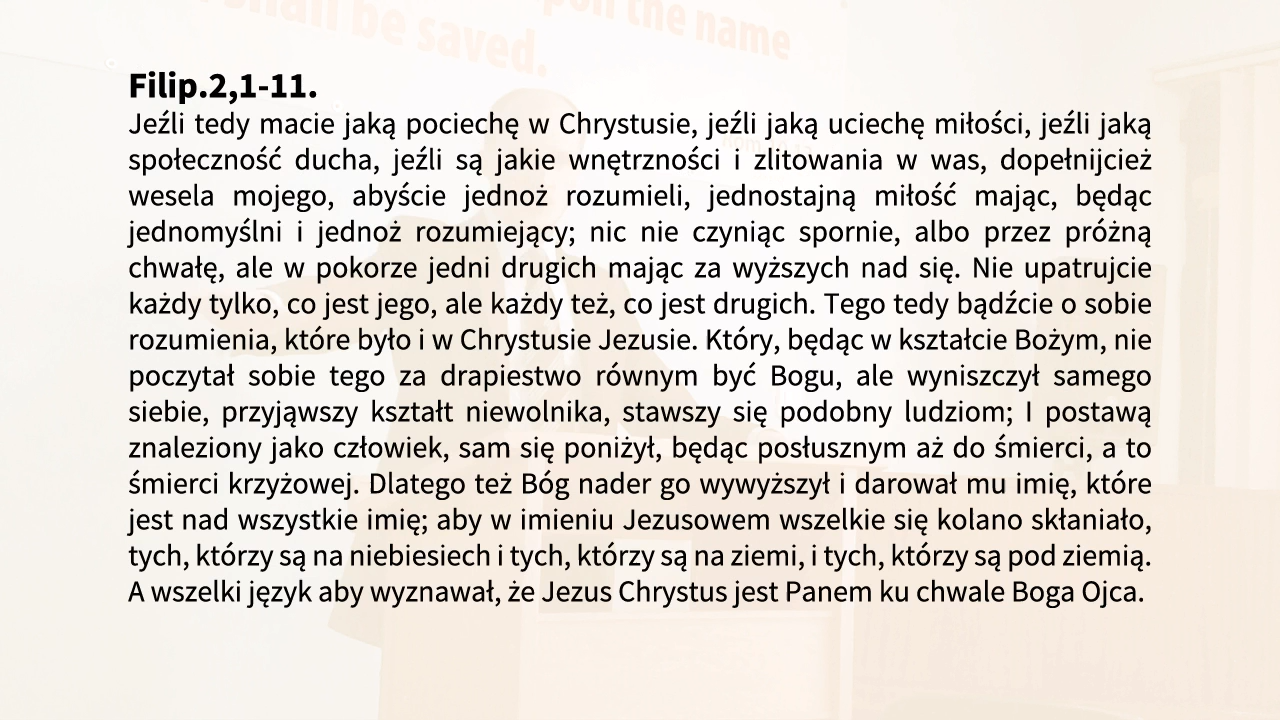 shall be saved.
upon the name
Filip.2,1-11.
Jeźli tedy macie jaką pociechę w Chrystusie, jeźli jaką uciechę miłości, jeźli jaką
społeczność ducha, jeźli są jakie wnętrzności i zlitowania w was, dopełnijcież
wesela mojego, abyście jednoż rozumieli, jednostajną miłość mając, będąc
jednomyślni i jednoż rozumiejący; nic nie czyniąc spornie, albo przez próżną
chwałę, ale w pokorze jedni drugich mając za wyższych nad się. Nie upatrujcie
każdy tylko, co jest jego, ale każdy też, co jest drugich. Tego tedy bądźcie o sobie
rozumienia, które było i w Chrystusie Jezusie. Który, będąc w kształcie Bożym, nie
poczytał sobie tego za drapiestwo równym być Bogu, ale wyniszczył samego
siebie, przyjąwszy kształt niewolnika, stawszy się podobny ludziom; I postawą
znaleziony jako człowiek, sam się poniżył, będąc posłusznym aż do śmierci, a to
śmierci krzyżowej. Dlatego też Bóg nader go wywyższył i darował mu imię, które
jest nad wszystkie imię; aby w imieniu Jezusowem wszelkie się kolano skłaniało,
tych, którzy są na niebiesiech i tych, którzy są na ziemi, i tych, którzy są pod ziemią.
A wszelki język aby wyznawał, że Jezus Chrystus jest Panem ku chwale Boga Ojca.